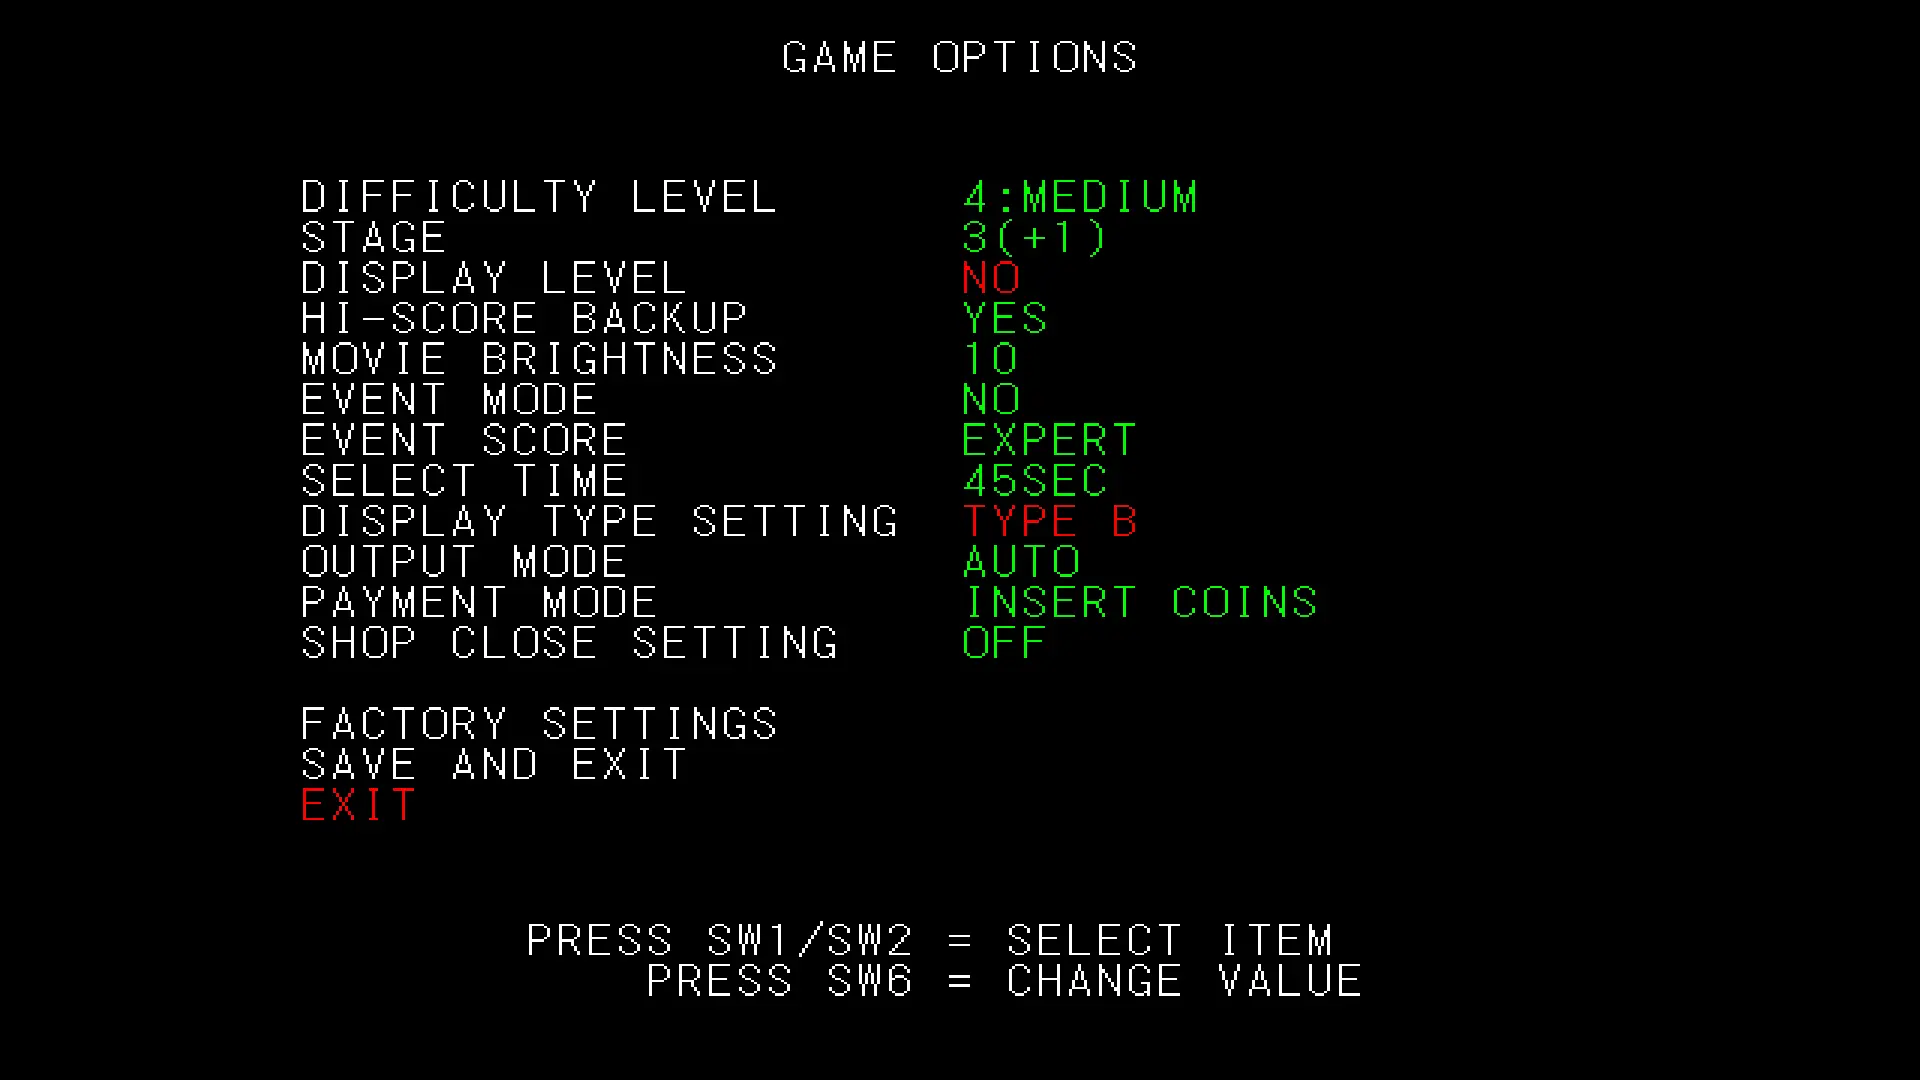 GAME OPTIONS
DIFFICULTY LEVEL 4:MEDIUM
STAGE 3(+1)
DISPLAY LEVEL NO
HI-SCORE BACKUP YES
MOVIE BRIGHTNESS 10
EVENT MODE NO
EVENT SCORE EXPERT
SELECT TIME 45SEC
DISPLAY TYPE SETTING TYPE B
OUTPUT MODE AUTO
PAYMENT MODE INSERT COINS
SHOP CLOSE SETTING OFF
FACTORY SETTINGS
SAVE AND EXIT
EXIT
PRESS SW1/SW2 = SELECT ITEM
PRESS SW6 = CHANGE VALUE